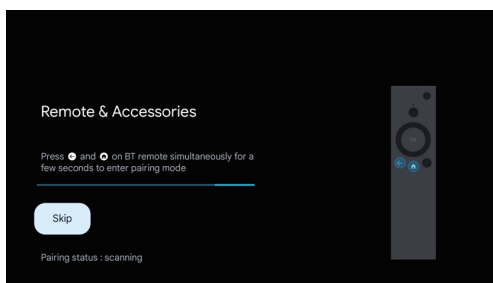 Remote & Accessories
Press and on BT remote simultaneously for a
few seconds to enter pairing mode
OK
Skip
Pairing status : scanning